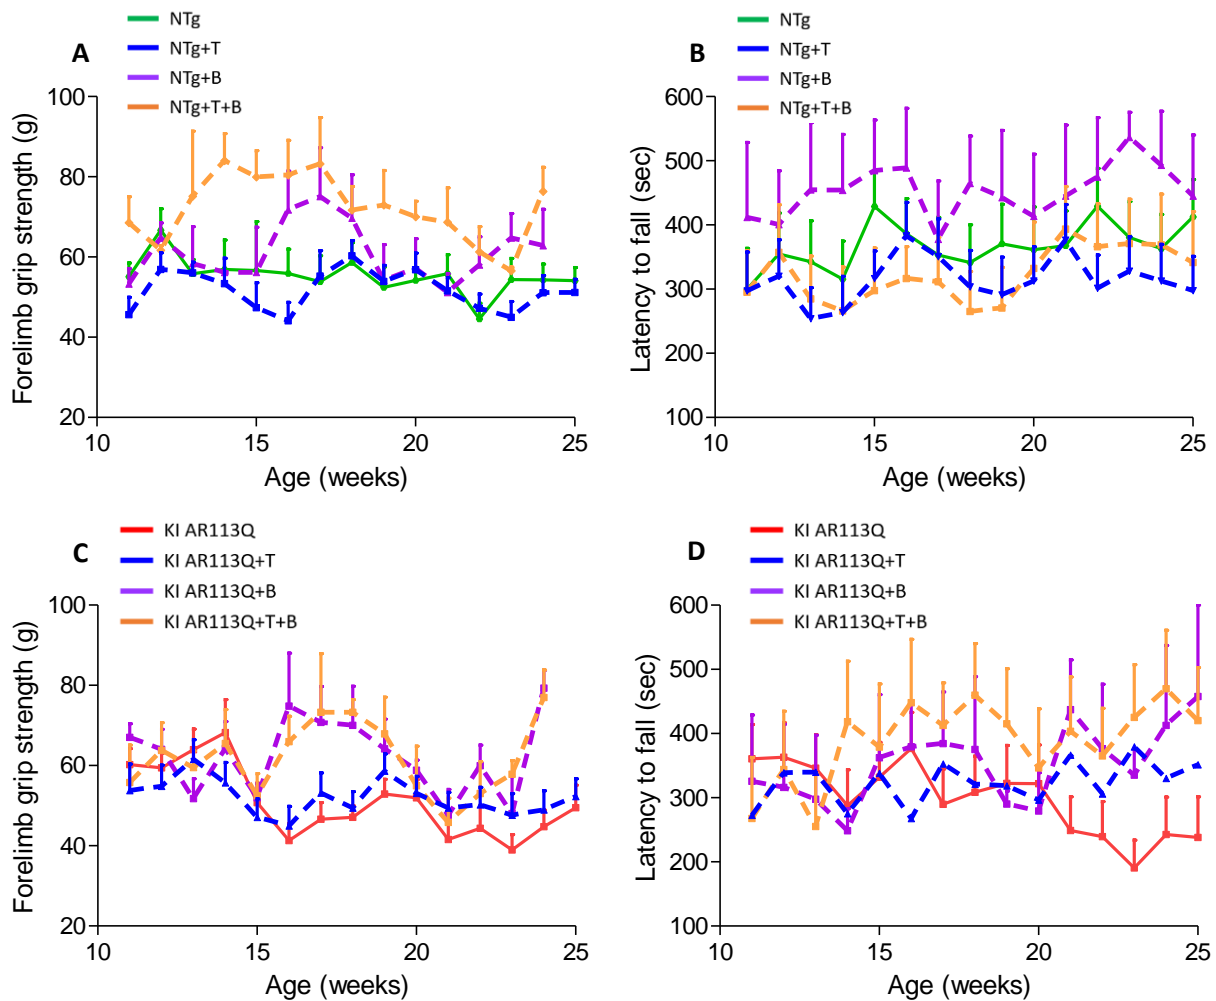 A
NTg
NTg+T
NTg+B
NTg+T+B
Forelimb grip strength (g)
100
80
60
40
20
10
15
20
25
Age (weeks)
B
NTg
NTg+T
NTg+B
NTg+T+B
Latency to fall (sec)
600
500
400
300
200
100
10
15
20
25
Age (weeks)
C
KI AR113Q
KI AR113Q+T
KI AR113Q+B
KI AR113Q+T+B
Forelimb grip strength (g)
100
80
60
40
20
10
15
20
25
Age (weeks)
D
KI AR113Q
KI AR113Q+T
KI AR113Q+B
KI AR113Q+T+B
Latency to fall (sec)
600
500
400
300
200
100
10
15
20
25
Age (weeks)